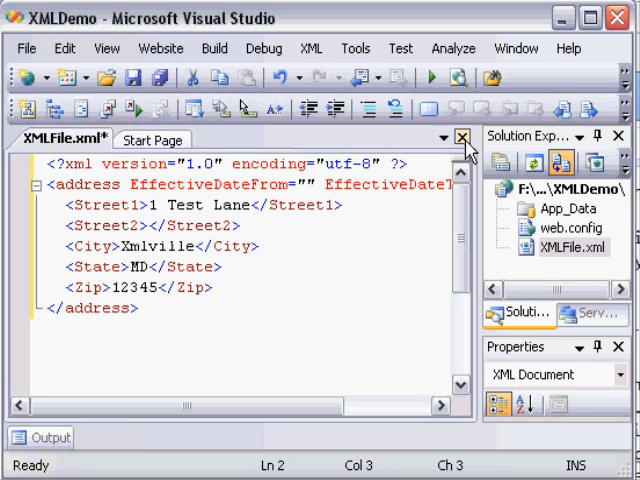 XMLDemo - Microsoft Visual Studio
File Edit View Website Build Debug XML Tools Test Analyze Window Help
XMLFile.xml* Start Page
<?xml version="1.0" encoding="utf-8" ?>
<address EffectiveDateFrom="" EffectiveDateT
<Street1>1 Test Lane</Street1>
<Street2></Street2>
<City>Xmlville</City>
<State>MD</State>
<Zip>12345</Zip>
</address>
Solution Exp...
F:\...\XMLDemo\
App_Data
web.config
XMLFile.xml
Soluti... Serv...
Properties
XML Document
Output
Ready Ln 2 Col 3 Ch 3 INS